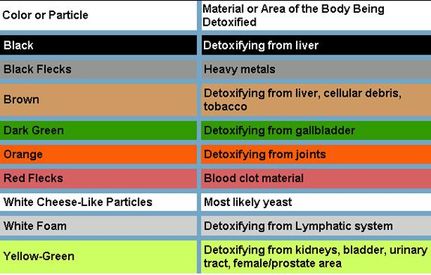 Color or Particle
Material or Area of the Body Being
Detoxified
Black
Detoxifying from liver
Black Flecks
Heavy metals
Brown
Detoxifying from liver, cellular debris,
tobacco
Dark Green
Detoxifying from gallbladder
Orange
Detoxifying from joints
Red Flecks
Blood clot material
White Cheese-Like Particles
Most likely yeast
White Foam
Detoxifying from Lymphatic system
Yellow-Green
Detoxifying from kidneys, bladder, urinary
tract, female/prostate area